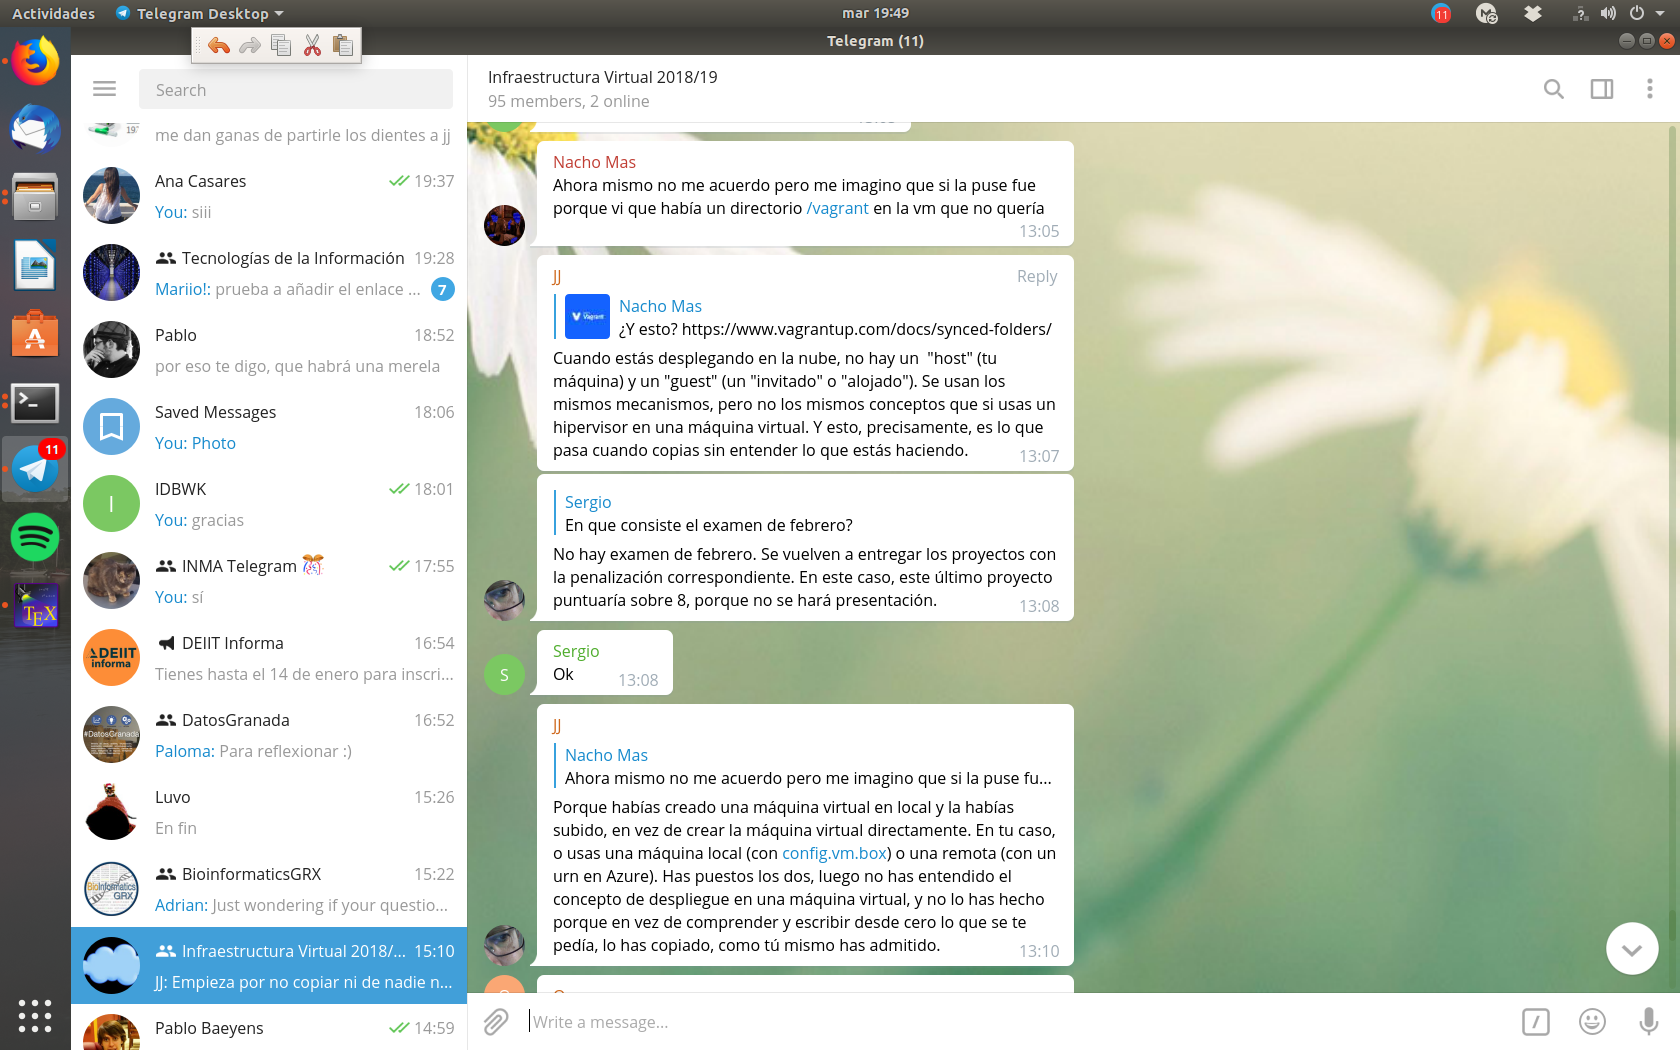 Actividades
Telegram Desktop
mar 19:49
11
Telegram (11)
Search
me dan ganas de partirle los dientes a jj
Ana Casares
19:37
You: siii
Tecnologías de la Información
19:28
Mariio!: prueba a añadir el enlace ...
7
Pablo
18:52
por eso te digo, que habrá una merela
Saved Messages
18:06
You: Photo
11
I
IDBWK
18:01
You: gracias
INMA Telegram
17:55
You: sí
TEX
DEIIT
informa
DEIIT Informa
16:54
Tienes hasta el 14 de enero para inscri...
#DatosGranada
DatosGranada
16:52
Paloma: Para reflexionar :)
Luvo
15:26
En fin
BioInformatics
GRX
BioinformaticsGRX
15:22
Adrian: Just wondering if your questio...
Infraestructura Virtual 2018/...
15:10
JJ: Empieza por no copiar ni de nadie n...
Pablo Baeyens
14:59
Infraestructura Virtual 2018/19
95 members, 2 online
Nacho Mas
Ahora mismo no me acuerdo pero me imagino que si la puse fue
porque vi que había un directorio /vagrant en la vm que no quería
13:05
JJ
Reply
Vagrant
Nacho Mas
¿Y esto? https://www.vagrantup.com/docs/synced-folders/
Cuando estás desplegando en la nube, no hay un "host" (tu
máquina) y un "guest" (un "invitado" o "alojado"). Se usan los
mismos mecanismos, pero no los mismos conceptos que si usas un
hipervisor en una máquina virtual. Y esto, precisamente, es lo que
pasa cuando copias sin entender lo que estás haciendo.
13:07
Sergio
En que consiste el examen de febrero?
No hay examen de febrero. Se vuelven a entregar los proyectos con
la penalización correspondiente. En este caso, este último proyecto
puntuaría sobre 8, porque no se hará presentación.
13:08
S
Sergio
Ok
13:08
JJ
Nacho Mas
Ahora mismo no me acuerdo pero me imagino que si la puse fu...
Porque habías creado una máquina virtual en local y la habías
subido, en vez de crear la máquina virtual directamente. En tu caso,
o usas una máquina local (con config.vm.box) o una remota (con un
urn en Azure). Has puestos los dos, luego no has entendido el
concepto de despliegue en una máquina virtual, y no lo has hecho
porque en vez de comprender y escribir desde cero lo que se te
pedía, lo has copiado, como tú mismo has admitido.
13:10
Write a message...